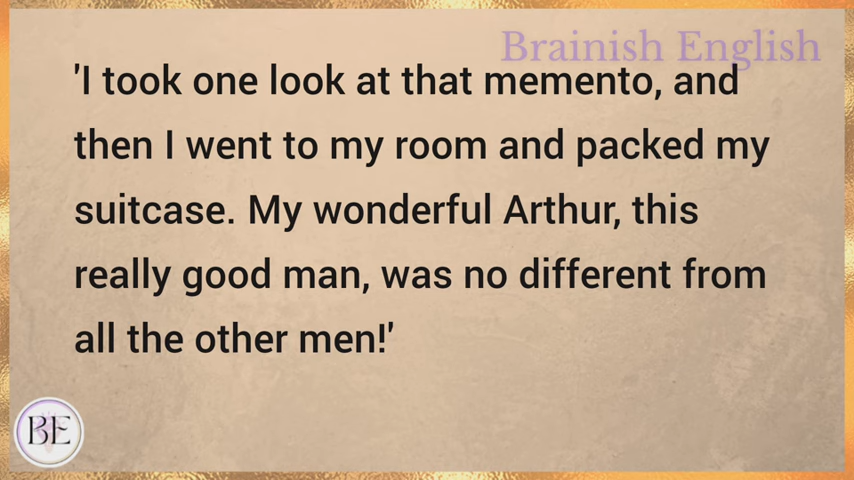 Brainish English
'I took one look at that memento, and
then I went to my room and packed my
suitcase. My wonderful Arthur, this
really good man, was no different from
all the other men!'
BE